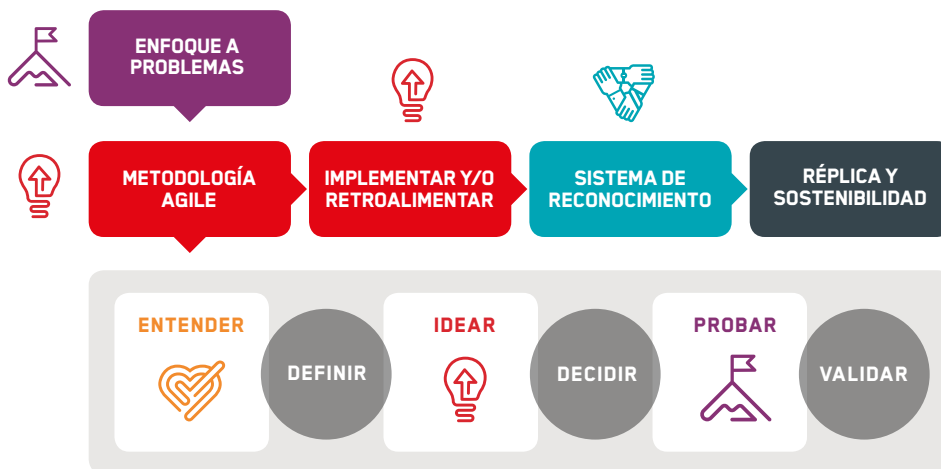 ENFOQUE A
PROBLEMAS
METODOLOGÍA
AGILE
IMPLEMENTAR Y/O
RETROALIMENTAR
SISTEMA DE
RECONOCIMIENTO
RÉPLICA Y
SOSTENIBILIDAD
ENTENDER
DEFINIR
IDEAR
DECIDIR
PROBAR
VALIDAR